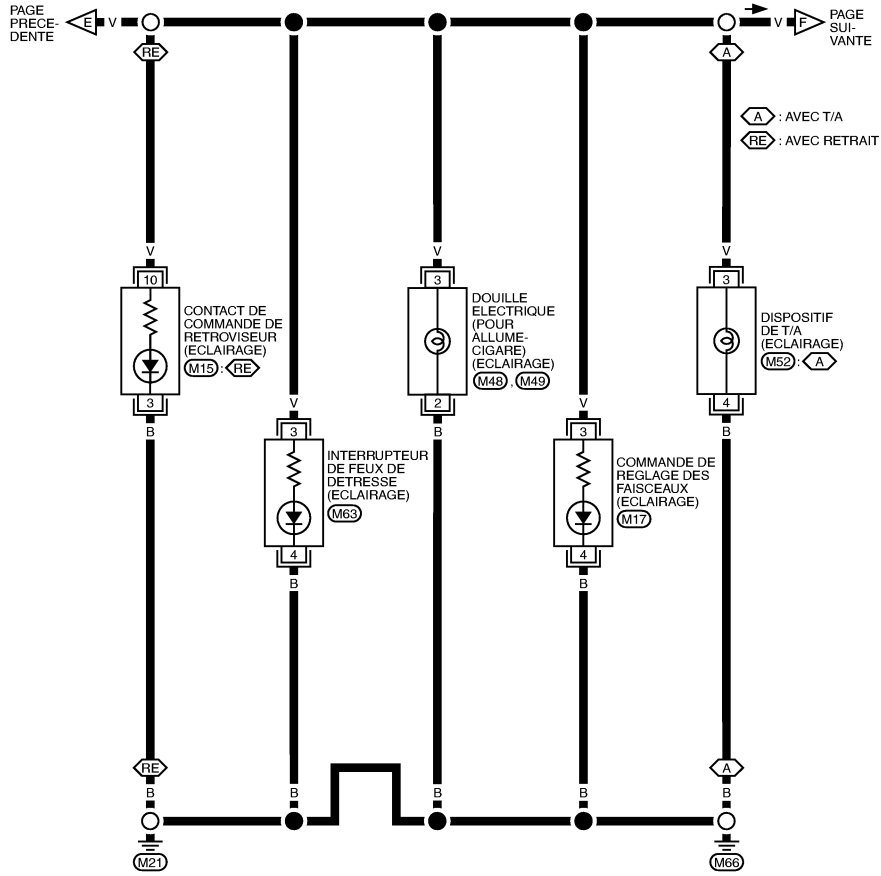 PAGE
PRECE-
DENTE
E
V
V
F
PAGE
SUI-
VANTE
RE
A
A : AVEC T/A
RE : AVEC RETRAIT
V
V
V
10
3
3
CONTACT DE
COMMANDE DE
RETROVISEUR
(ECLAIRAGE)
M15 : RE
DOUILLE
ELECTRIQUE
(POUR
ALLUME-
CIGARE)
(ECLAIRAGE)
M48 , M49
DISPOSITIF
DE T/A
(ECLAIRAGE)
M52 : A
3
2
4
V
V
B
B
B
3
3
INTERRUPTEUR
DE FEUX DE
DETRESSE
(ECLAIRAGE)
M63
COMMANDE DE
REGLAGE DES
FAISCEAUX
(ECLAIRAGE)
M17
4
4
B
B
RE
A
B
B
B
B
B
M21
M66